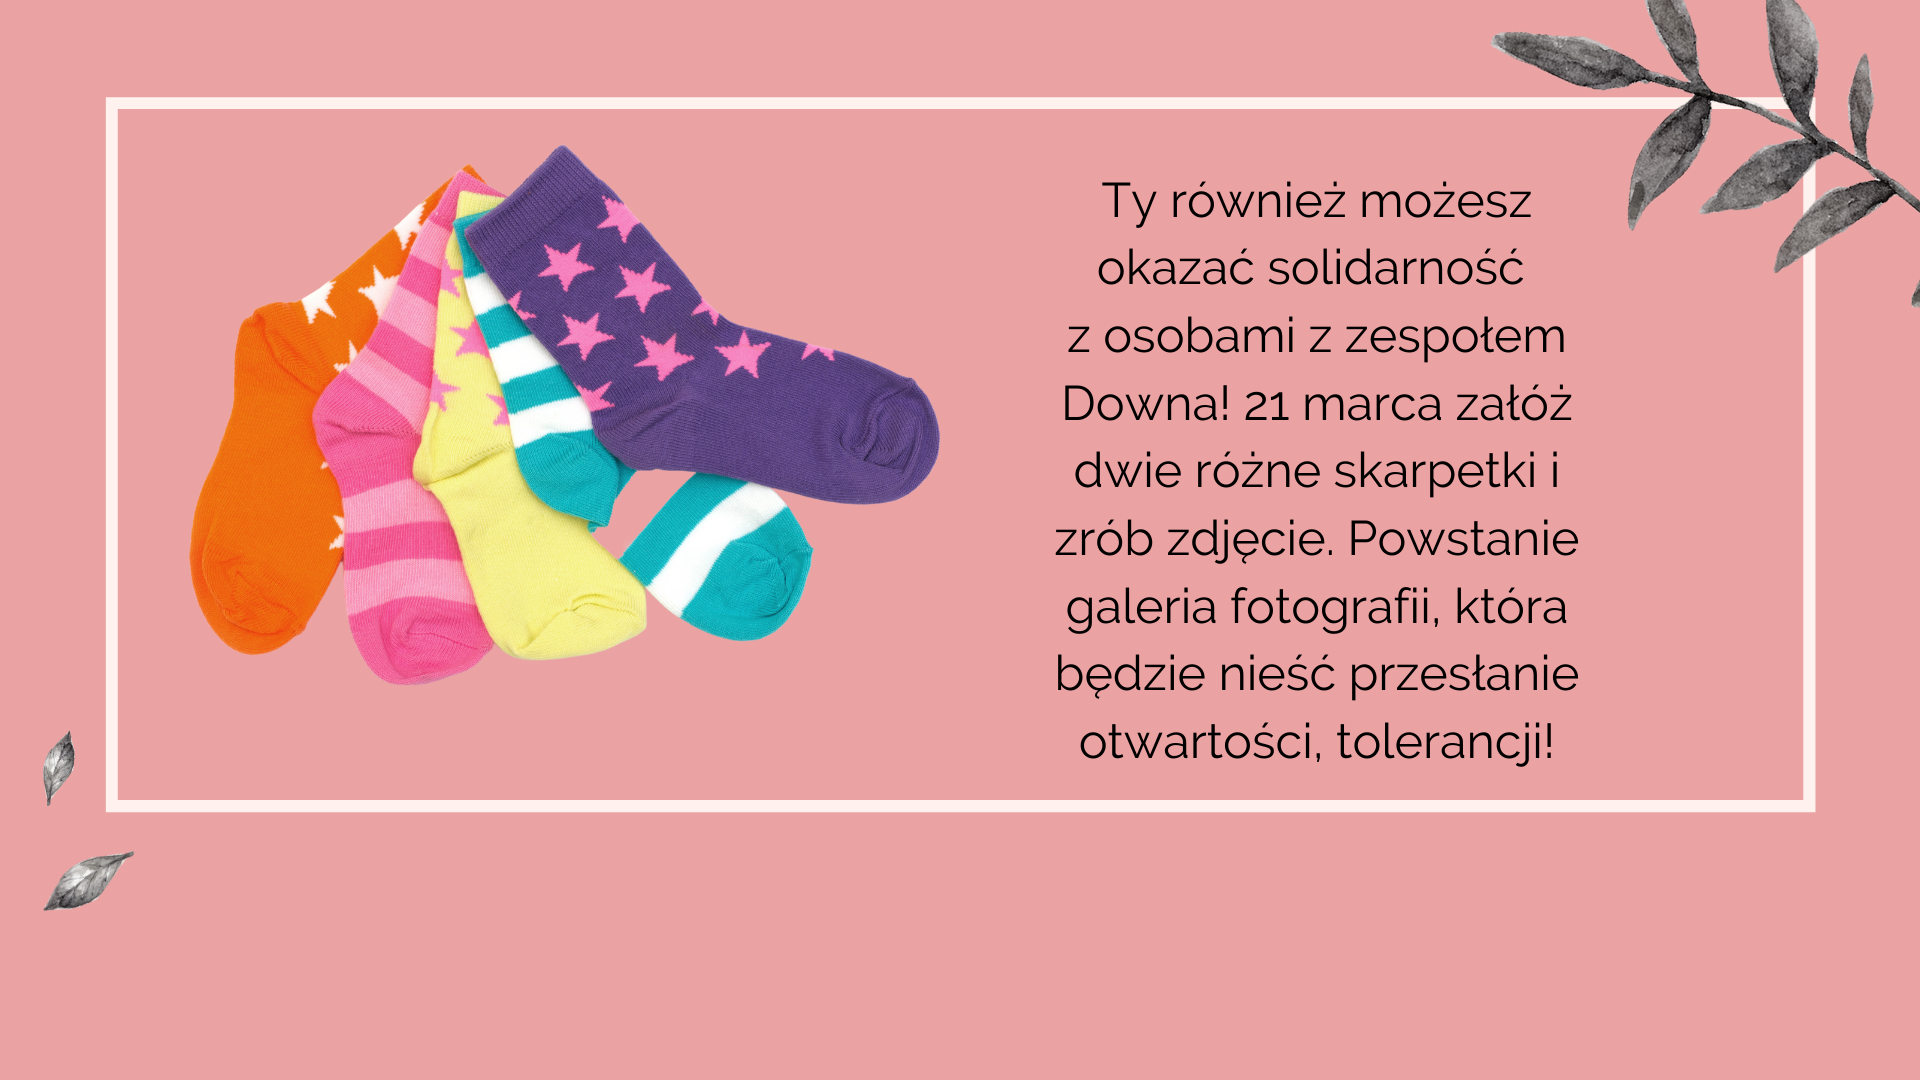 Ty również możesz
okazać solidarność
z osobami z zespołem
Downa! 21 marca załóż
dwie różne skarpetki i
zrób zdjęcie. Powstanie
galeria fotografii, która
będzie nieść przesłanie
otwartości, tolerancji!